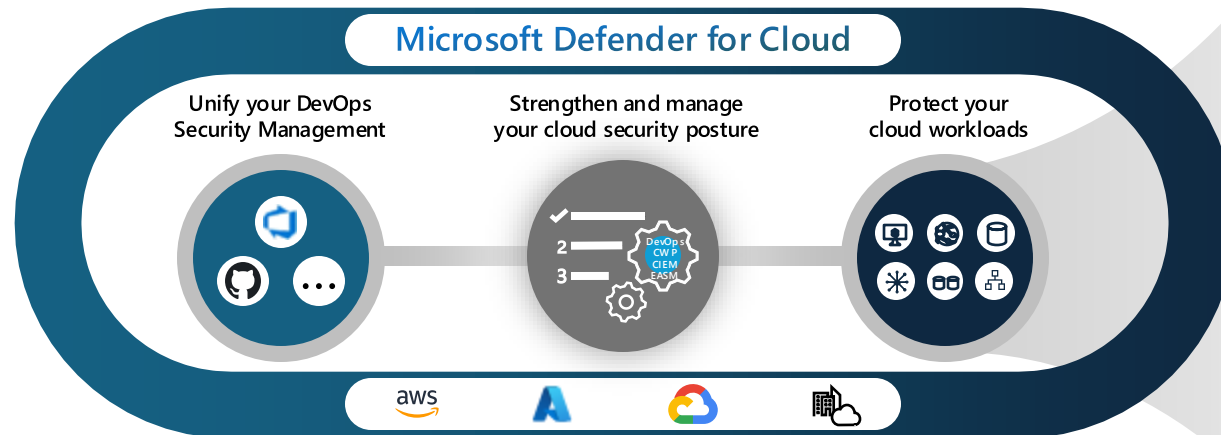 Microsoft Defender for Cloud
Unify your DevOps
Security Management
Strengthen and manage
your cloud security posture
Protect your
cloud workloads
2
3
DevOps
CWP
CIEM
EASM
aws